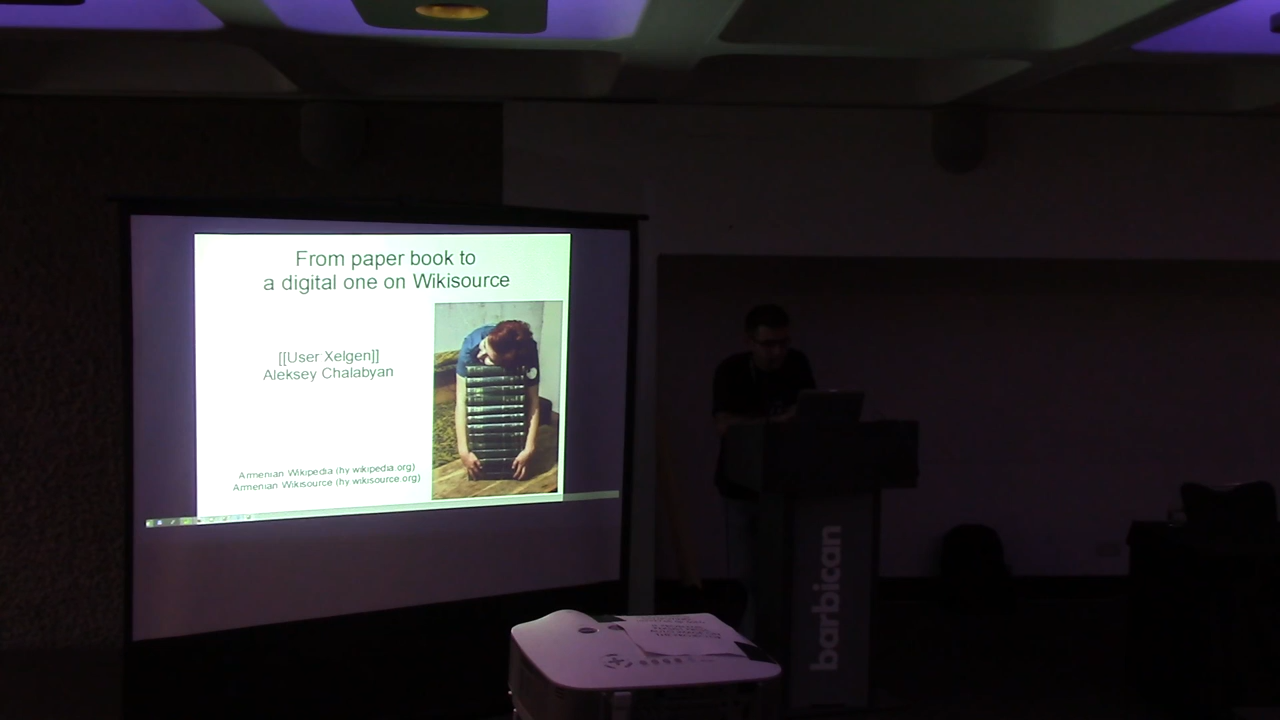 From paper book to
a digital one on Wikisource
[[User Xelgen]]
Aleksey Chalabyan
Armenian Wikipedia (hy wikipedia org)
Armenian Wikisource (hy wikisource org)
barbican